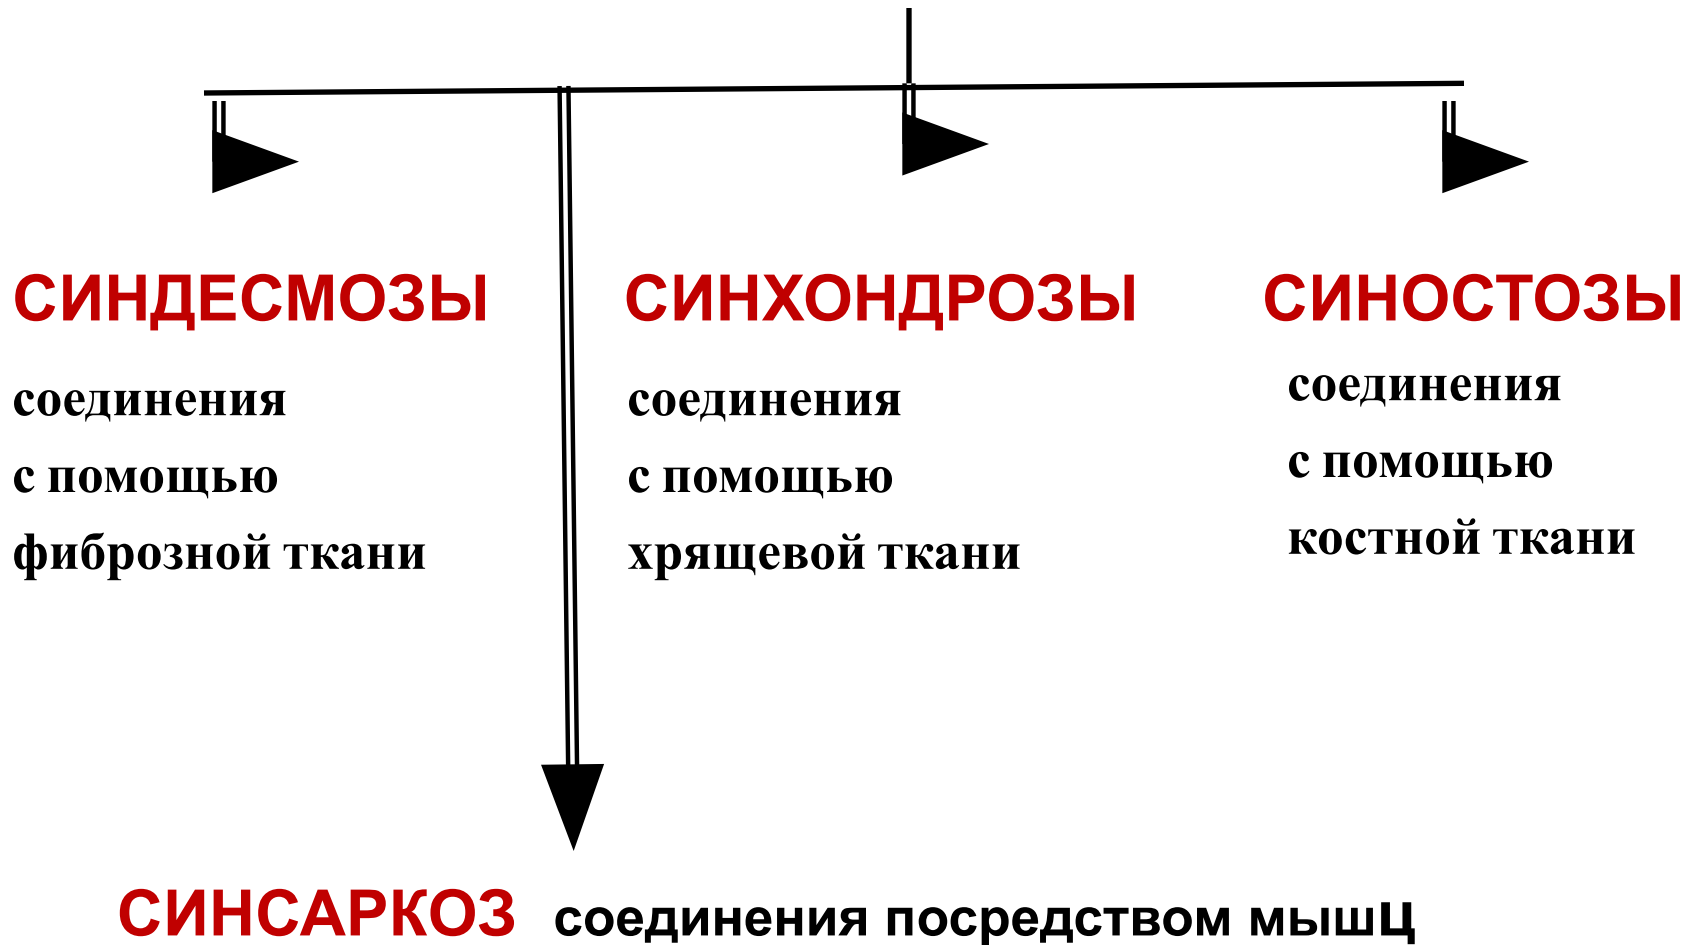 СИНДЕСМОЗЫ
соединения
с помощью
фиброзной ткани
СИНХОНДРОЗЫ
соединения
с помощью
хрящевой ткани
СИНОСТОЗЫ
соединения
с помощью
костной ткани
СИНСАРКОЗ соединения посредством мышц